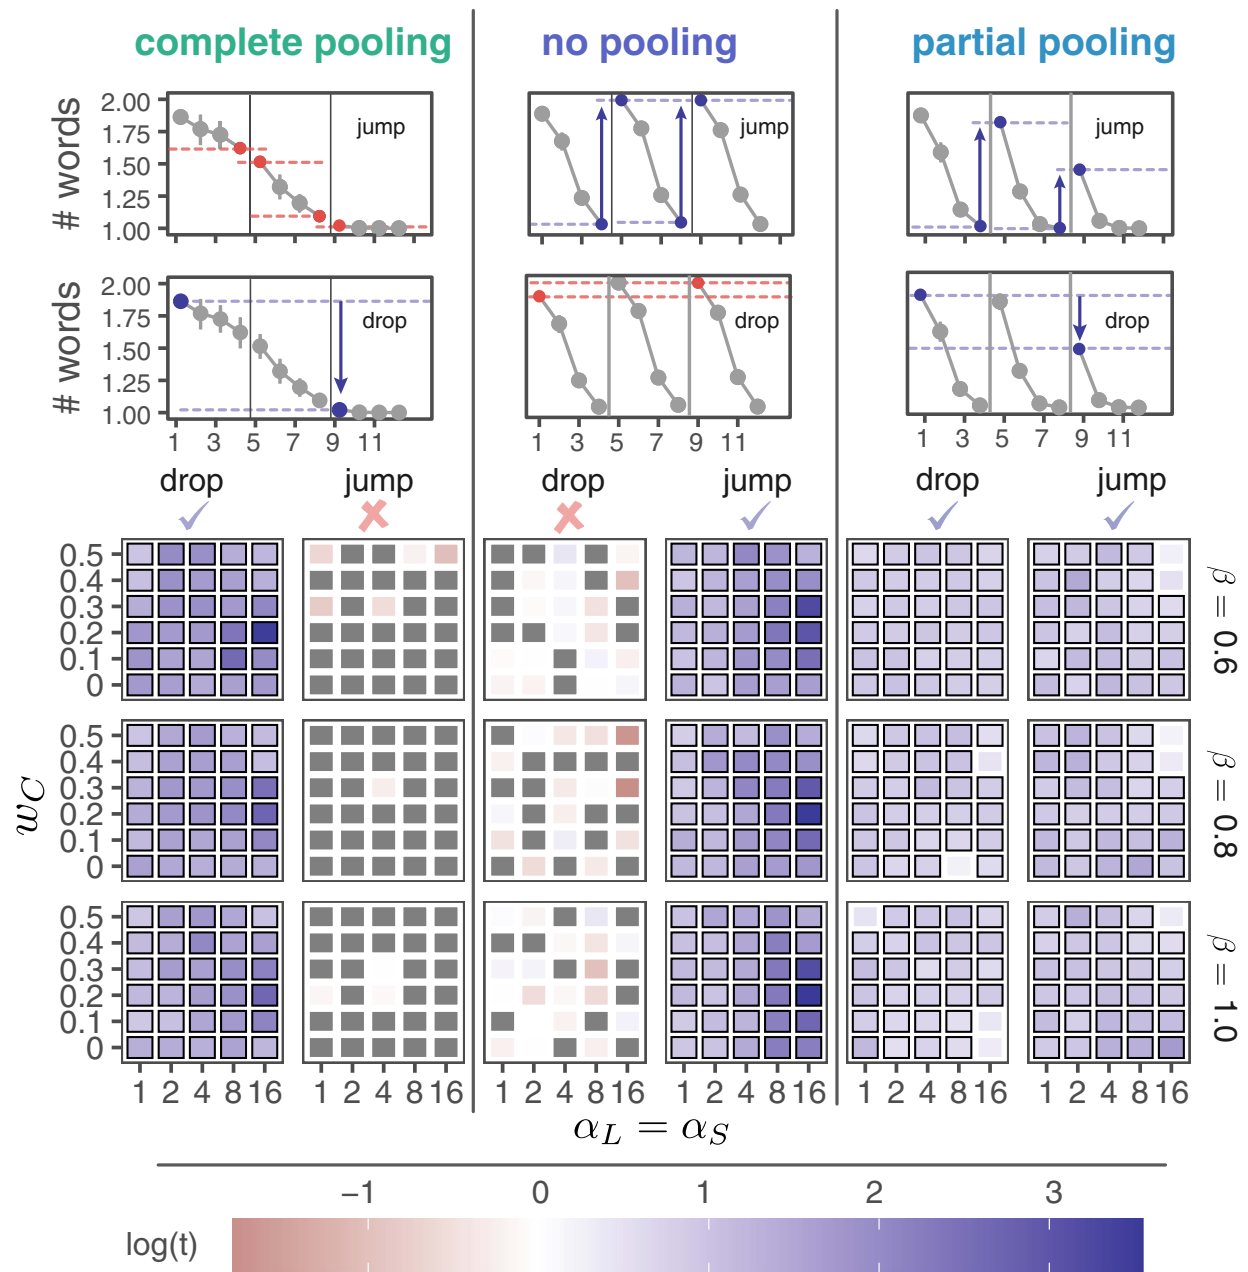 complete pooling
no pooling
partial pooling
# words
2.00
1.75
1.50
1.25
1.00
jump
jump
jump
# words
2.00
1.75
1.50
1.25
1.00
drop
drop
drop
1 3 5 7 9 11
1 3 5 7 9 11
1 3 5 7 9 11
drop jump
drop jump
drop jump
w_C
0.5
0.4
0.3
0.2
0.1
0
β = 0.6
0.5
0.4
0.3
0.2
0.1
0
β = 0.8
0.5
0.4
0.3
0.2
0.1
0
β = 1.0
1 2 4 8 16
1 2 4 8 16
1 2 4 8 16
1 2 4 8 16
1 2 4 8 16
1 2 4 8 16
α_L = α_S
−1 0 1 2 3
log(t)